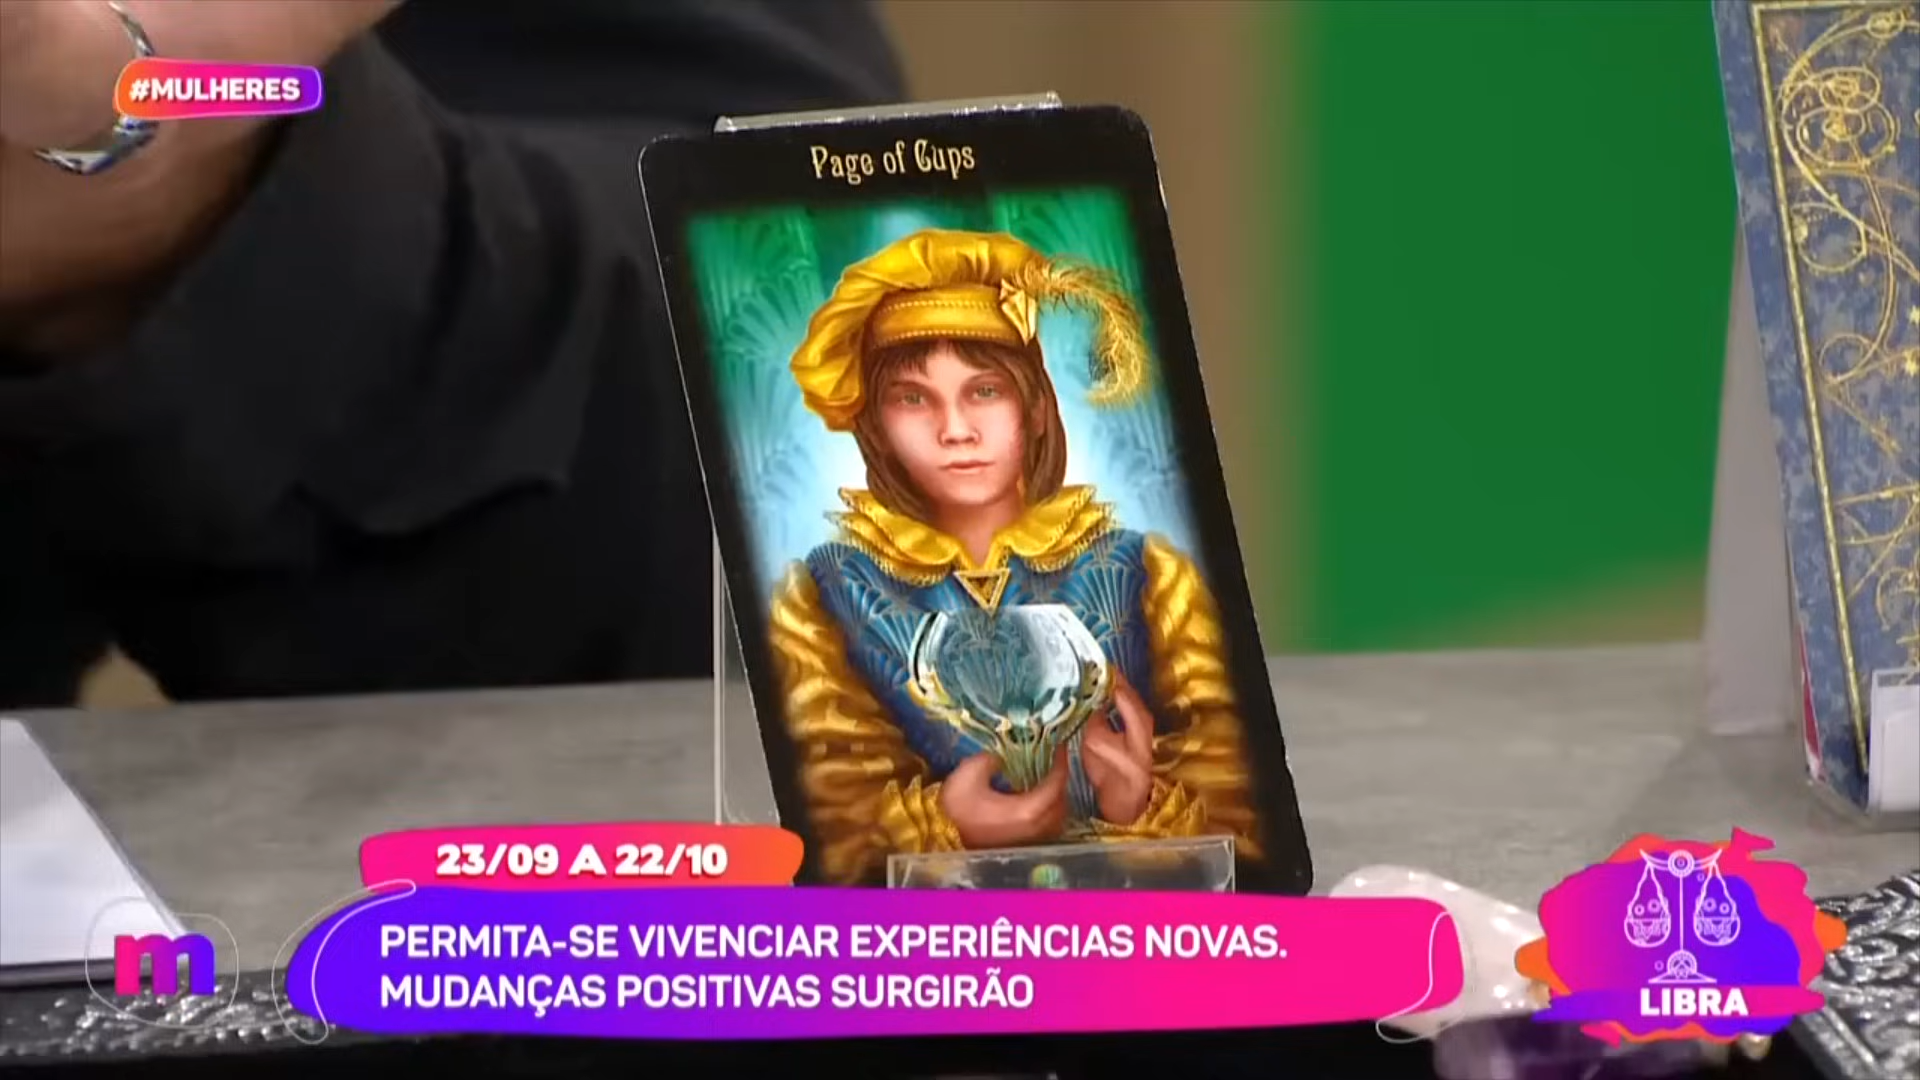 #MULHERES
Page of Cups
23/09 A 22/10
PERMITA-SE VIVENCIAR EXPERIÊNCIAS NOVAS.
MUDANÇAS POSITIVAS SURGIRÃO
m
LIBRA